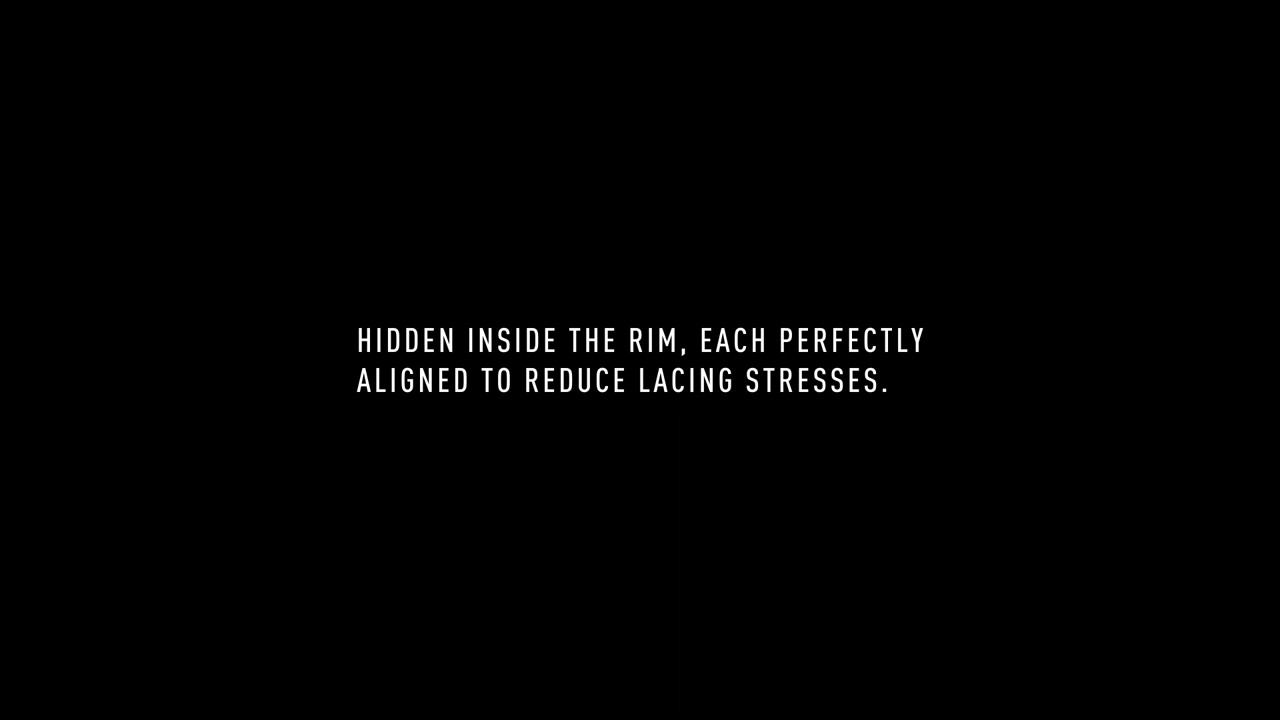 HIDDEN INSIDE THE RIM, EACH PERFECTLY
ALIGNED TO REDUCE LACING STRESSES.